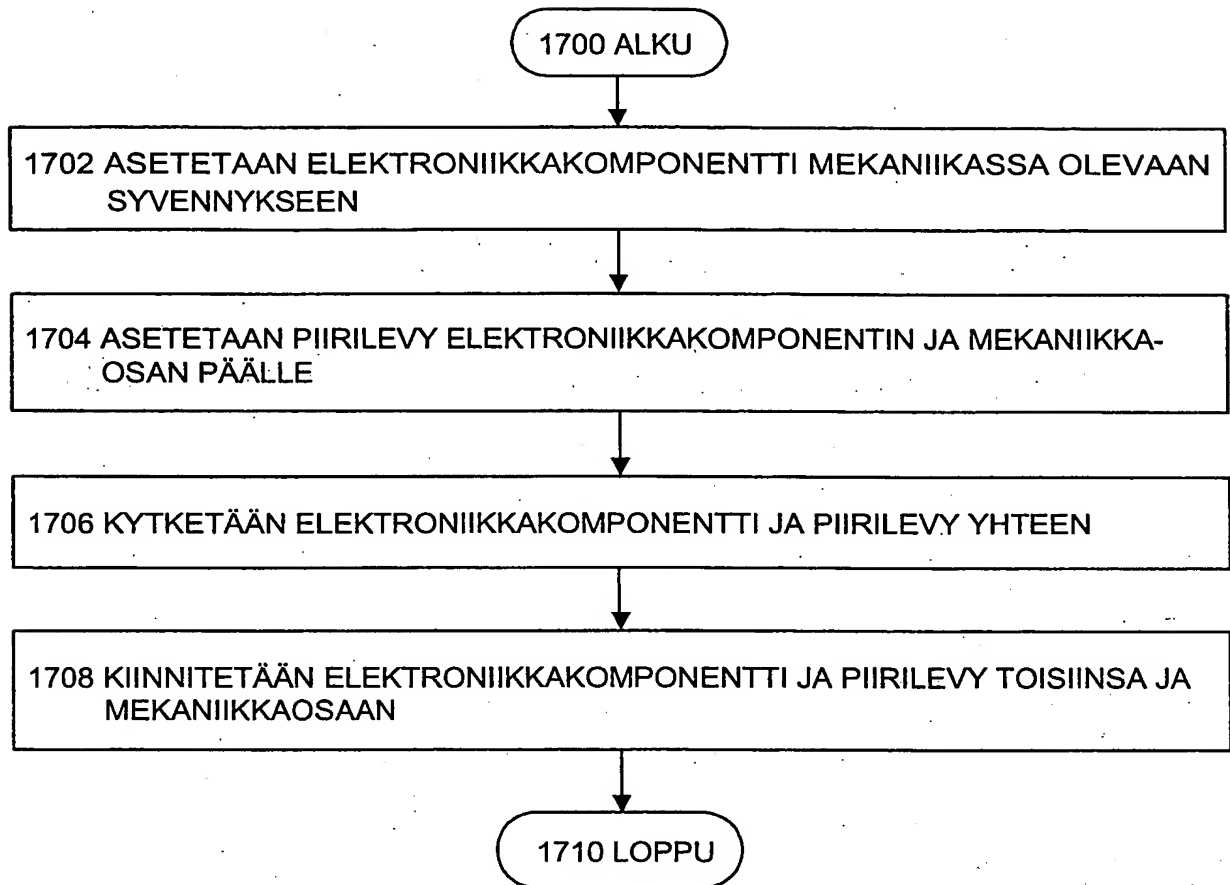 1700 ALKU
1702 ASETETAAN ELEKTRONIIKKAKOMPONENTTI MEKANIIKASSA OLEVAAN
SYVENNYKSEEN
1704 ASETETAAN PIIRILEVY ELEKTRONIIKKAKOMPONENTIN JA MEKANIIKKA-
OSAN PÄÄLLE
1706 KYTKETÄÄN ELEKTRONIIKKAKOMPONENTTI JA PIIRILEVY YHTEEN
1708 KIINNITETÄÄN ELEKTRONIIKKAKOMPONENTTI JA PIIRILEVY TOISIINSA JA
MEKANIIKKAOSAAN
1710 LOPPU